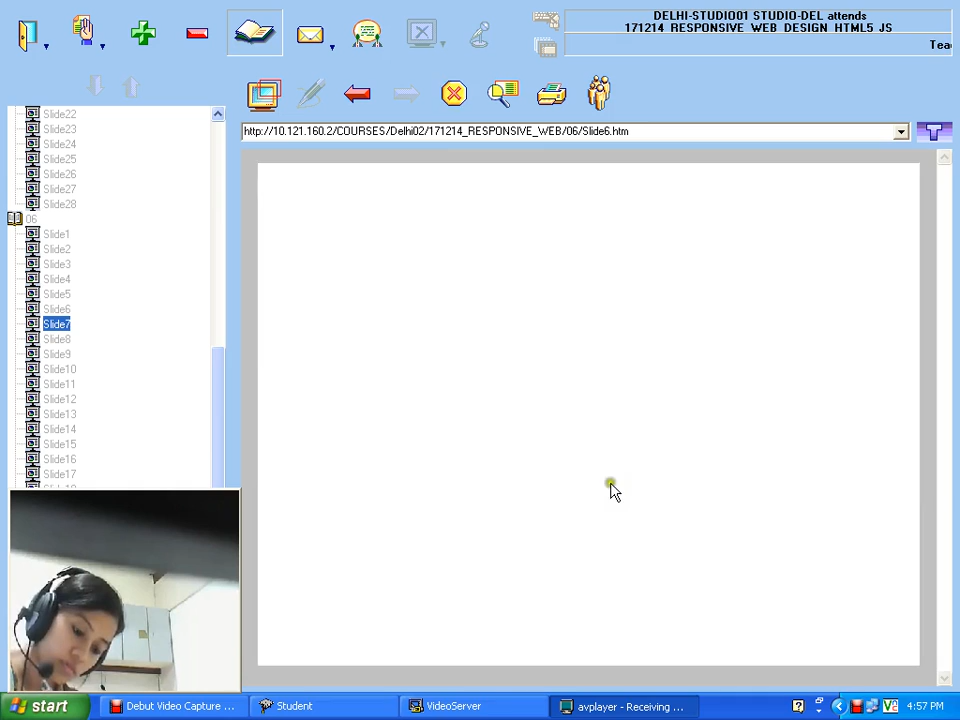 DELHI-STUDIO01 STUDIO-DEL attends
171214 RESPONSIVE WEB DESIGN HTML5 JS
Tea
http://10.121.160.2/COURSES/Delhi02/171214_RESPONSIVE_WEB/06/Slide6.htm
T
Slide22
Slide23
Slide24
Slide25
Slide26
Slide27
Slide28
06
Slide1
Slide2
Slide3
Slide4
Slide5
Slide6
Slide7
Slide8
Slide9
Slide10
Slide11
Slide12
Slide13
Slide14
Slide15
Slide16
Slide17
start
Debut Video Capture ...
Student
VideoServer
avplayer - Receiving ...
4:57 PM